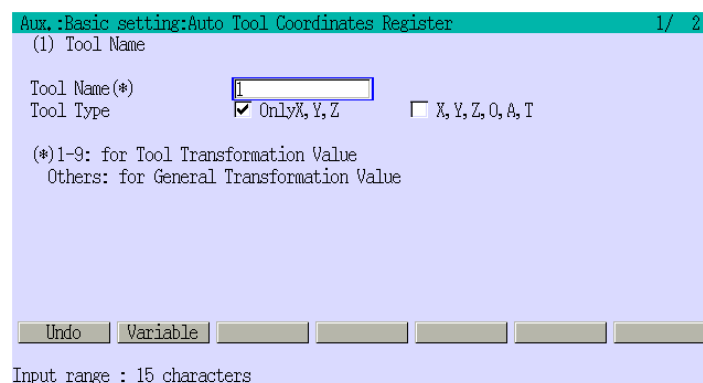 Aux.:Basic setting:Auto Tool Coordinates Register 1/ 2
(1) Tool Name
Tool Name(*) 1
Tool Type OnlyX,Y,Z X,Y,Z,O,A,T
(*)1-9: for Tool Transformation Value
Others: for General Transformation Value
Undo Variable
Input range : 15 characters